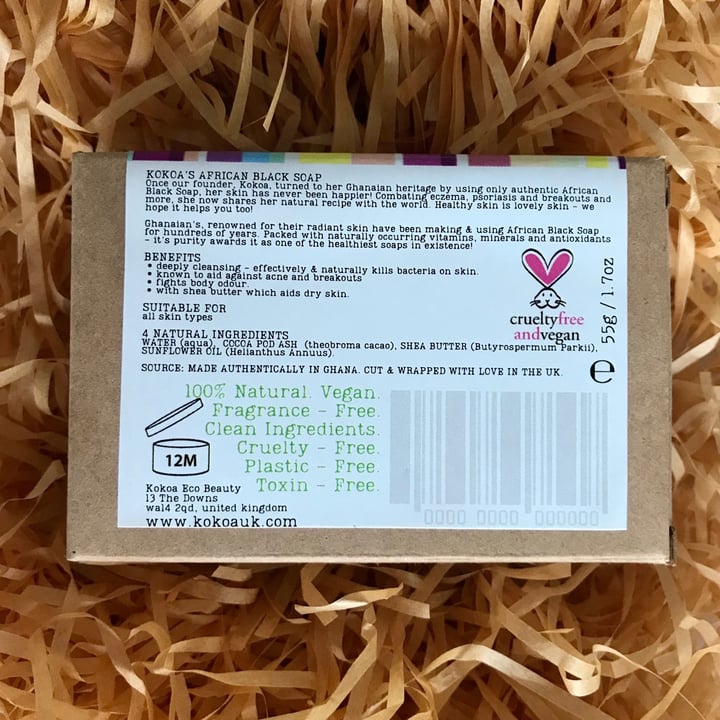 KOKOA'S AFRICAN BLACK SOAP
Once our founder, Kokoa, turned to her Ghanaian heritage by using only authentic African
Black Soap, her skin has never been happier! Combating eczema, psoriasis and breakouts and
more, she now shares her natural recipe with the world. Healthy skin is lovely skin - we
hope it helps you too!
Ghanaian's, renowned for their radiant skin have been making & using African Black Soap
for hundreds of years. Packed with naturally occurring vitamins, minerals and antioxidants
- it's purity awards it as one of the healthiest soaps in existence!
BENEFITS
• deeply cleansing - effectively & naturally kills bacteria on skin.
• known to aid against acne and breakouts
• fights body odour.
• with shea butter which aids dry skin.
SUITABLE FOR
all skin types
4 NATURAL INGREDIENTS
WATER (aqua), COCOA POD ASH (theobroma cacao), SHEA BUTTER (Butyrospermum Parkii),
SUNFLOWER OIL (Helianthus Annuus).
SOURCE: MADE AUTHENTICALLY IN GHANA. CUT & WRAPPED WITH LOVE IN THE UK.
crueltyfree
andvegan
55g / 1.7oz
e
100% Natural. Vegan.
Fragrance - Free.
Clean Ingredients.
Cruelty - Free.
Plastic - Free.
Toxin - Free.
12M
Kokoa Eco Beauty
13 The Downs
wa14 2qd, united kingdom
www.kokoauk.com
0000 0000 000000